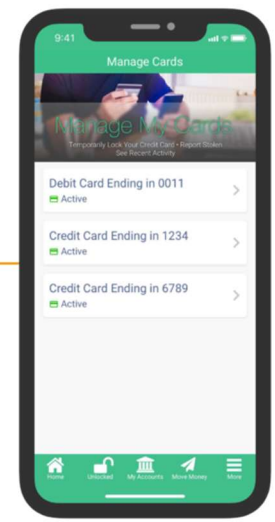 9:41
Manage Cards
Manage My Cards
Temporarily Lock Your Credit Card • Report Stolen
See Recent Activity
Debit Card Ending in 0011
Active
Credit Card Ending in 1234
Active
Credit Card Ending in 6789
Active
Home Unlocked My Accounts Move Money More